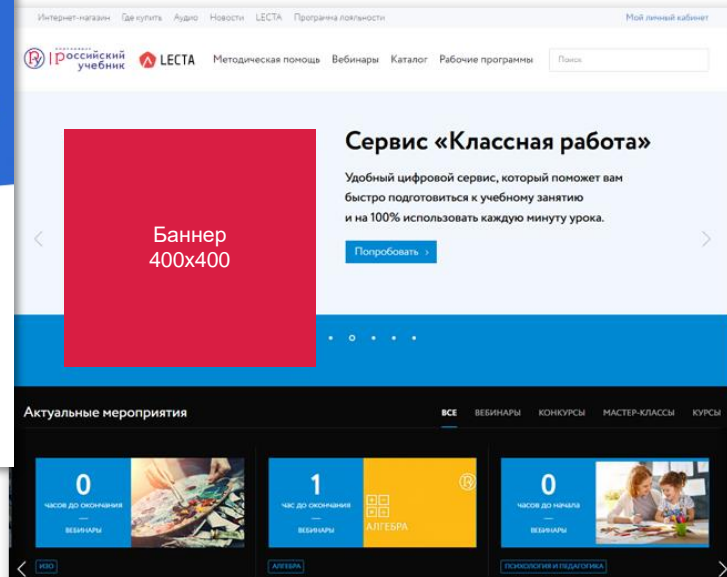 Интернет-магазин Где купить Аудио Новости LECTA Программа лояльности Мой личный кабинет
Российский учебник LECTA Методическая помощь Вебинары Каталог Рабочие программы Поиск
Сервис «Классная работа»
Удобный цифровой сервис, который поможет вам
быстро подготовиться к учебному занятию
и на 100% использовать каждую минуту урока.
Попробовать ›
Баннер
400x400
Актуальные мероприятия ВСЕ ВЕБИНАРЫ КОНКУРСЫ МАСТЕР-КЛАССЫ КУРСЫ
0
часов до окончания
ВЕБИНАРЫ
ИЗО
1
час до окончания
ВЕБИНАРЫ
АЛГЕБРА
АЛГЕБРА
0
часов до начала
ВЕБИНАРЫ
ПСИХОЛОГИЯ И ПЕДАГОГИКА